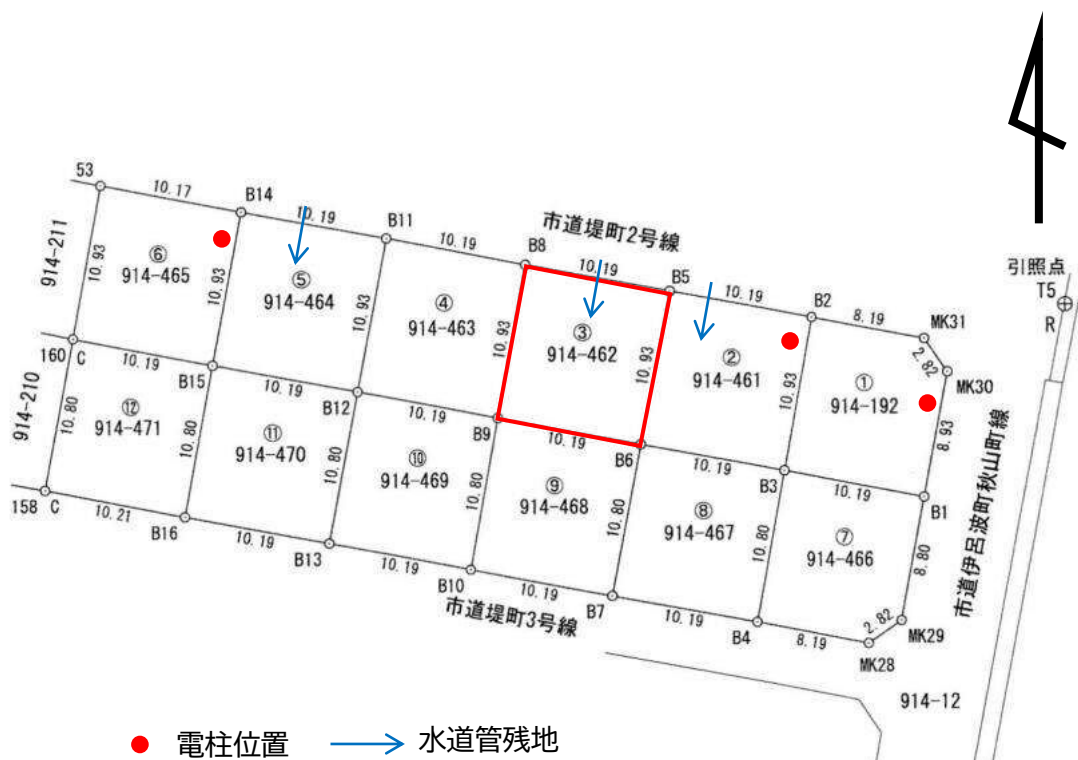 53
10.17
B14
10.19
B11
10.19
B8
市道堤町2号線
10.19
B5
10.19
B2
8.19
MK31
2.82
MK30
引照点
T5
R
914-211
10.93
⑥
914-465
10.93
⑤
914-464
10.93
④
914-463
10.93
③
914-462
10.93
②
914-461
10.93
①
914-192
8.93
160 C
10.19
B15
10.19
B12
10.19
B9
10.19
B6
10.19
B3
10.19
B1
市道伊呂波町秋山町線
914-210
10.80
⑫
914-471
10.80
⑪
914-470
10.80
⑩
914-469
10.80
⑨
914-468
10.80
⑧
914-467
10.80
⑦
914-466
8.80
158 C
10.21
B16
10.19
B13
10.19
B10
10.19
B7
10.19
B4
8.19
MK28
2.82
MK29
市道堤町3号線
914-12
電柱位置
水道管残地